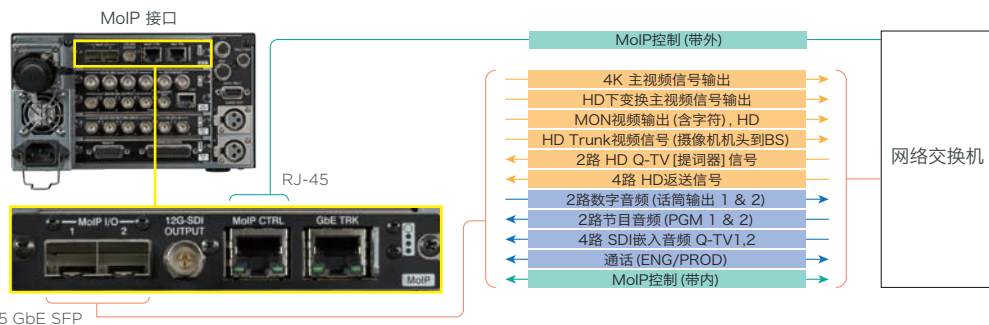 MoIP 接口
MoIP控制(带外)
4K 主视频信号输出
HD下变换主视频信号输出
MON视频输出(含字符), HD
HD Trunk视频信号(摄像机机头到BS)
2路 HD Q-TV [提词器] 信号
4路 HD返送信号
2路数字音频(话筒输出 1 & 2)
2路节目音频(PGM 1 & 2)
4路 SDI嵌入音频 Q-TV1,2
通话(ENG/PROD)
MoIP控制(带内)
网络交换机
RJ-45
MoIP I/O
1
2
12G-SDI
OUTPUT
MoIP CTRL
GbE TRK
MoIP
5 GbE SFP